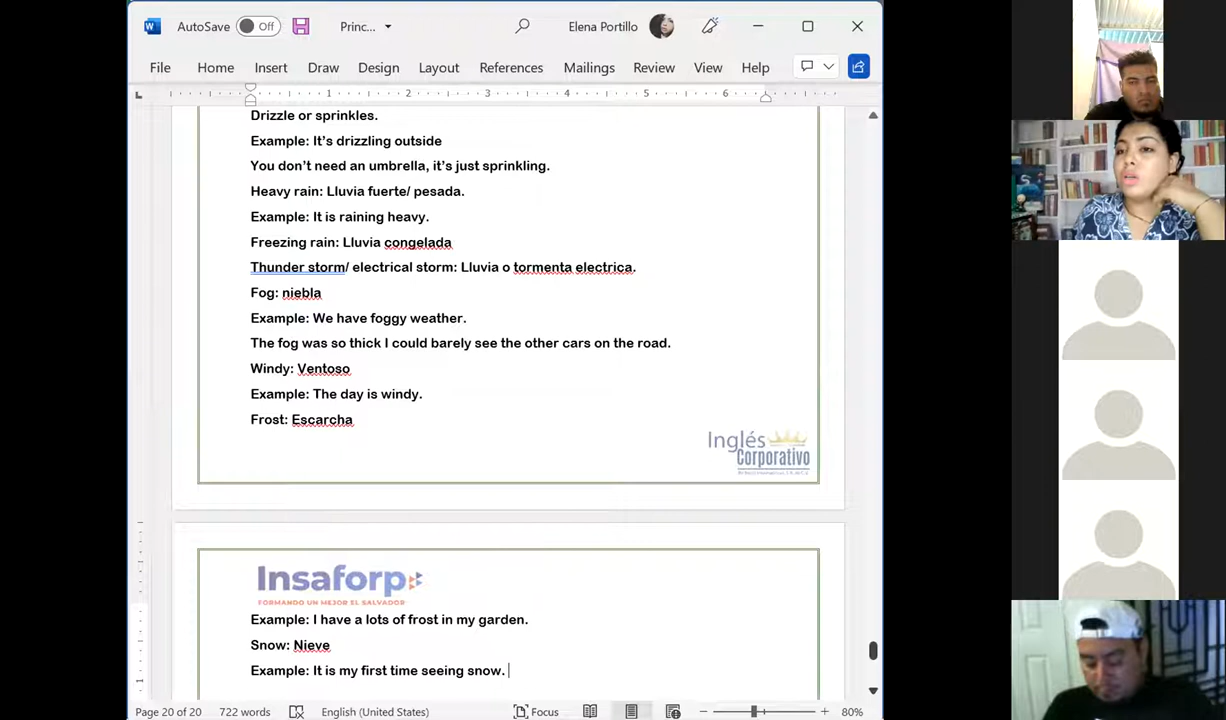 AutoSave Off Princ... Elena Portillo
File Home Insert Draw Design Layout References Mailings Review View Help
1 2 3 4 5 6
Drizzle or sprinkles.
Example: It's drizzling outside
You don't need an umbrella, it's just sprinkling.
Heavy rain: Lluvia fuerte/ pesada.
Example: It is raining heavy.
Freezing rain: Lluvia congelada
Thunder storm/ electrical storm: Lluvia o tormenta electrica.
Fog: niebla
Example: We have foggy weather.
The fog was so thick I could barely see the other cars on the road.
Windy: Ventoso
Example: The day is windy.
Frost: Escarcha
Inglés
Corporativo
Insaforp
FORMANDO UN MEJOR EL SALVADOR
Example: I have a lots of frost in my garden.
Snow: Nieve
Example: It is my first time seeing snow.
Page 20 of 20 722 words English (United States) Focus 80%